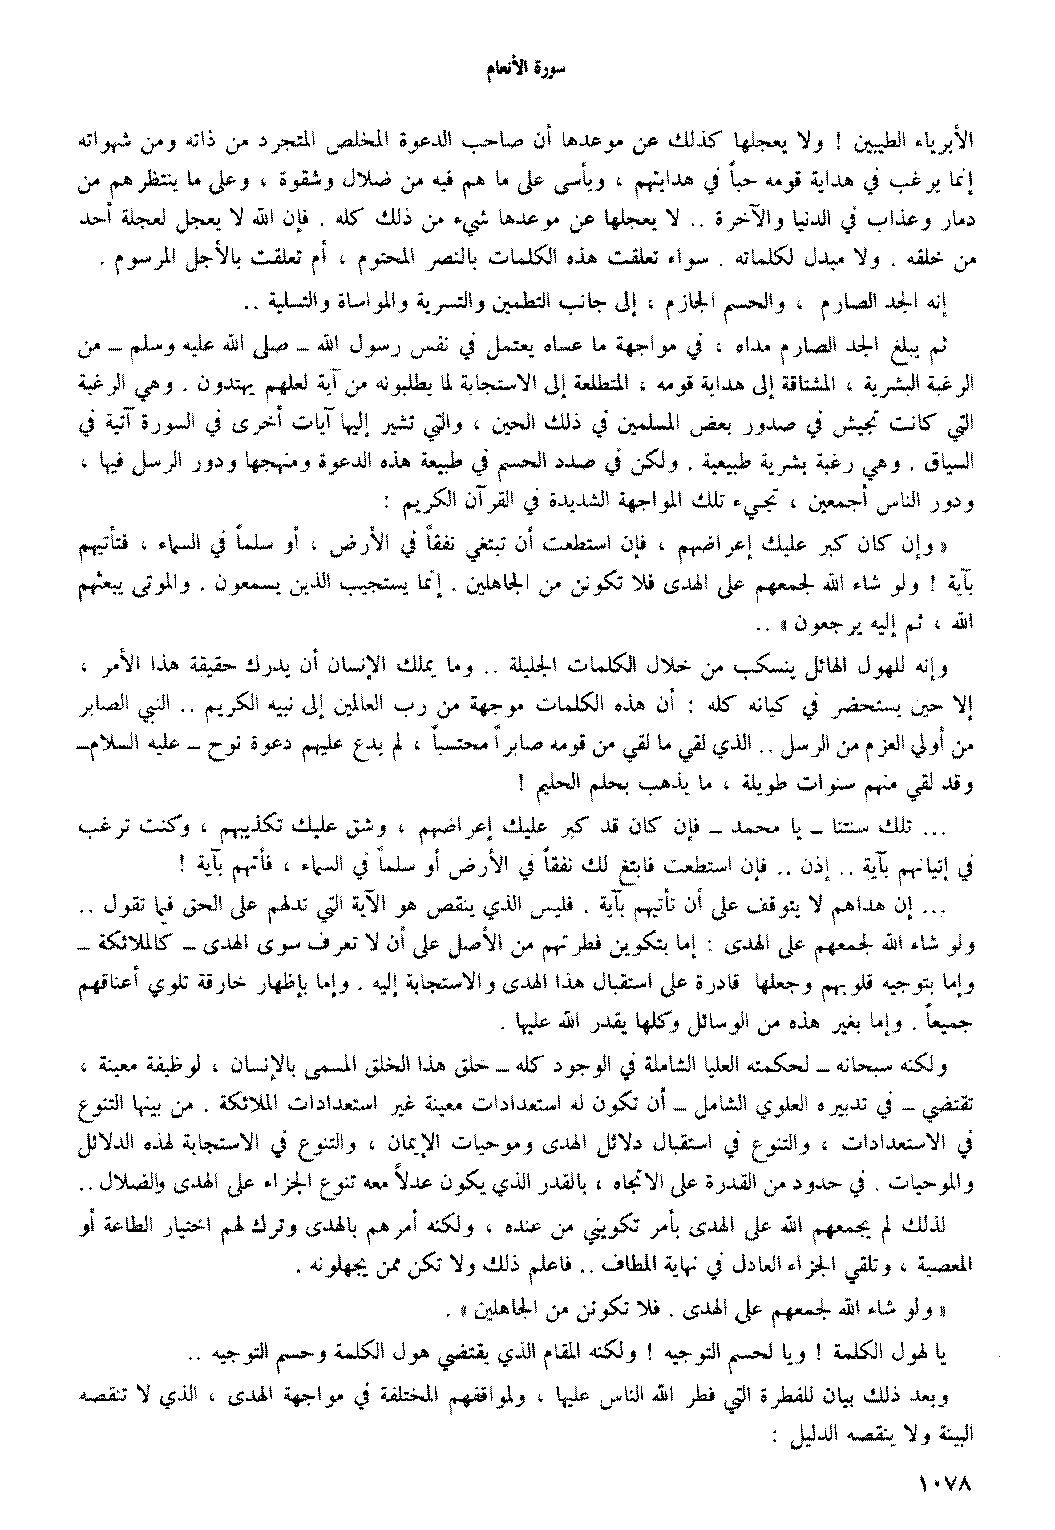 سورة الأنعام
الأبرياء الطيبين ! ولا يعجلها كذلك عن موعدها أن صاحب الدعوة المخلص المتجرد من ذاته ومن شهواته
إنما يرغب في هداية قومه حباً في هدايتهم ، ويأسى على ما هم فيه من ضلال وشقوة ، وعلى ما ينتظر هم من
دمار وعذاب في الدنيا والآخرة .. لا يعجلها عن موعدها شيء من ذلك كله . فإن الله لا يعجل لعجلة أحد
من خلقه . ولا مبدل لكلماته . سواء تعلقت هذه الكلمات بالنصر المحتوم ، أم تعلقت بالأجل المرسوم .
إنه الجد الصارم ، والحسم الجازم ، إلى جانب التطمين والتسرية والمواساة والتسلية ..
ثم يبلغ الجد الصارم مداه ، في مواجهة ما عساه يعتمل في نفس رسول الله ــ صلى الله عليه وسلم ــ من
الرغبة البشرية ، المشتاقة إلى هداية قومه ، المتطلعة إلى الاستجابة لما يطلبونه من آية لعلهم يهتدون . وهي الرغبة
التي كانت تجيش في صدور بعض المسلمين في ذلك الحين ، والتي تشير إليها آيات أخرى في السورة آتية في
السياق . وهي رغبة بشرية طبيعية . ولكن في صدد الحسم في طبيعة هذه الدعوة ومنهجها ودور الرسل فيها ،
ودور الناس أجمعين ، تجيء تلك المواجهة الشديدة في القرآن الكريم :
« وإن كان كبر عليك إعراضهم ، فإن استطعت أن تبتغي نفقاً في الأرض ، أو سلماً في السماء ، فتأتيهم
بآية ! ولو شاء الله لجمعهم على الهدى فلا تكونن من الجاهلين . إنما يستجيب الذين يسمعون . والموتى يبعثهم
الله ، ثم إليه يرجعون » ..
وإنه للهول الهائل ينسكب من خلال الكلمات الجليلة .. وما يملك الإنسان أن يدرك حقيقة هذا الأمر ،
إلا حين يستحضر في كيانه كله : أن هذه الكلمات موجهة من رب العالمين إلى نبيه الكريم .. النبي الصابر
من أولي العزم من الرسل .. الذي لقي ما لقي من قومه صابراً محتسباً ، لم يدع عليهم دعوة نوح ــ عليه السلام ــ
وقد لقي منهم سنوات طويلة ، ما يذهب بحلم الحليم !
... تلك سنتنا ــ يا محمد ــ فإن كان قد كبر عليك إعراضهم ، وشق عليك تكذيبهم ، وكنت ترغب
في إتيانهم بآية .. إذن .. فإن استطعت فابتغ لك نفقاً في الأرض أو سلماً في السماء ، فأتهم بآية !
... إن هداهم لا يتوقف على أن تأتيهم بآية . فليس الذي ينقص هو الآية التي تدلهم على الحق فيما تقول ..
ولو شاء الله لجمعهم على الهدى : إما بتكوين فطرتهم من الأصل على أن لا تعرف سوى الهدى ــ كالملائكة ــ
وإما بتوجيه قلوبهم وجعلها قادرة على استقبال هذا الهدى والاستجابة إليه . وإما بإظهار خارقة تلوي أعناقهم
جميعاً . وإما بغير هذه من الوسائل وكلها يقدر الله عليها .
ولكنه سبحانه ــ لحكمته العليا الشاملة في الوجود كله ــ خلق هذا الخلق المسمى بالإنسان ، لوظيفة معينة ،
تقتضي ــ في تدبيره العلوي الشامل ــ أن تكون له استعدادات معينة غير استعدادات الملائكة . من بينها التنوع
في الاستعدادات ، والتنوع في استقبال دلائل الهدى وموحيات الإيمان ، والتنوع في الاستجابة لهذه الدلائل
والموحيات . في حدود من القدرة على الاتجاه ، بالقدر الذي يكون عدلاً معه تنوع الجزاء على الهدى والضلال ..
لذلك لم يجمعهم الله على الهدى بأمر تكويني من عنده ، ولكنه أمرهم بالهدى وترك لهم اختيار الطاعة أو
المعصية ، وتلقي الجزاء العادل في نهاية المطاف .. فاعلم ذلك ولا تكن ممن يجهلونه .
« ولو شاء الله لجمعهم على الهدى . فلا تكونن من الجاهلين » .
يا لهول الكلمة ! ويا لحسم التوجيه ! ولكنه المقام الذي يقتضي هول الكلمة وحسم التوجيه ..
وبعد ذلك بيان للفطرة التي فطر الله الناس عليها ، ولمواقفهم المختلفة في مواجهة الهدى ، الذي لا تنقصه
البينة ولا ينقصه الدليل :
١٠٧٨